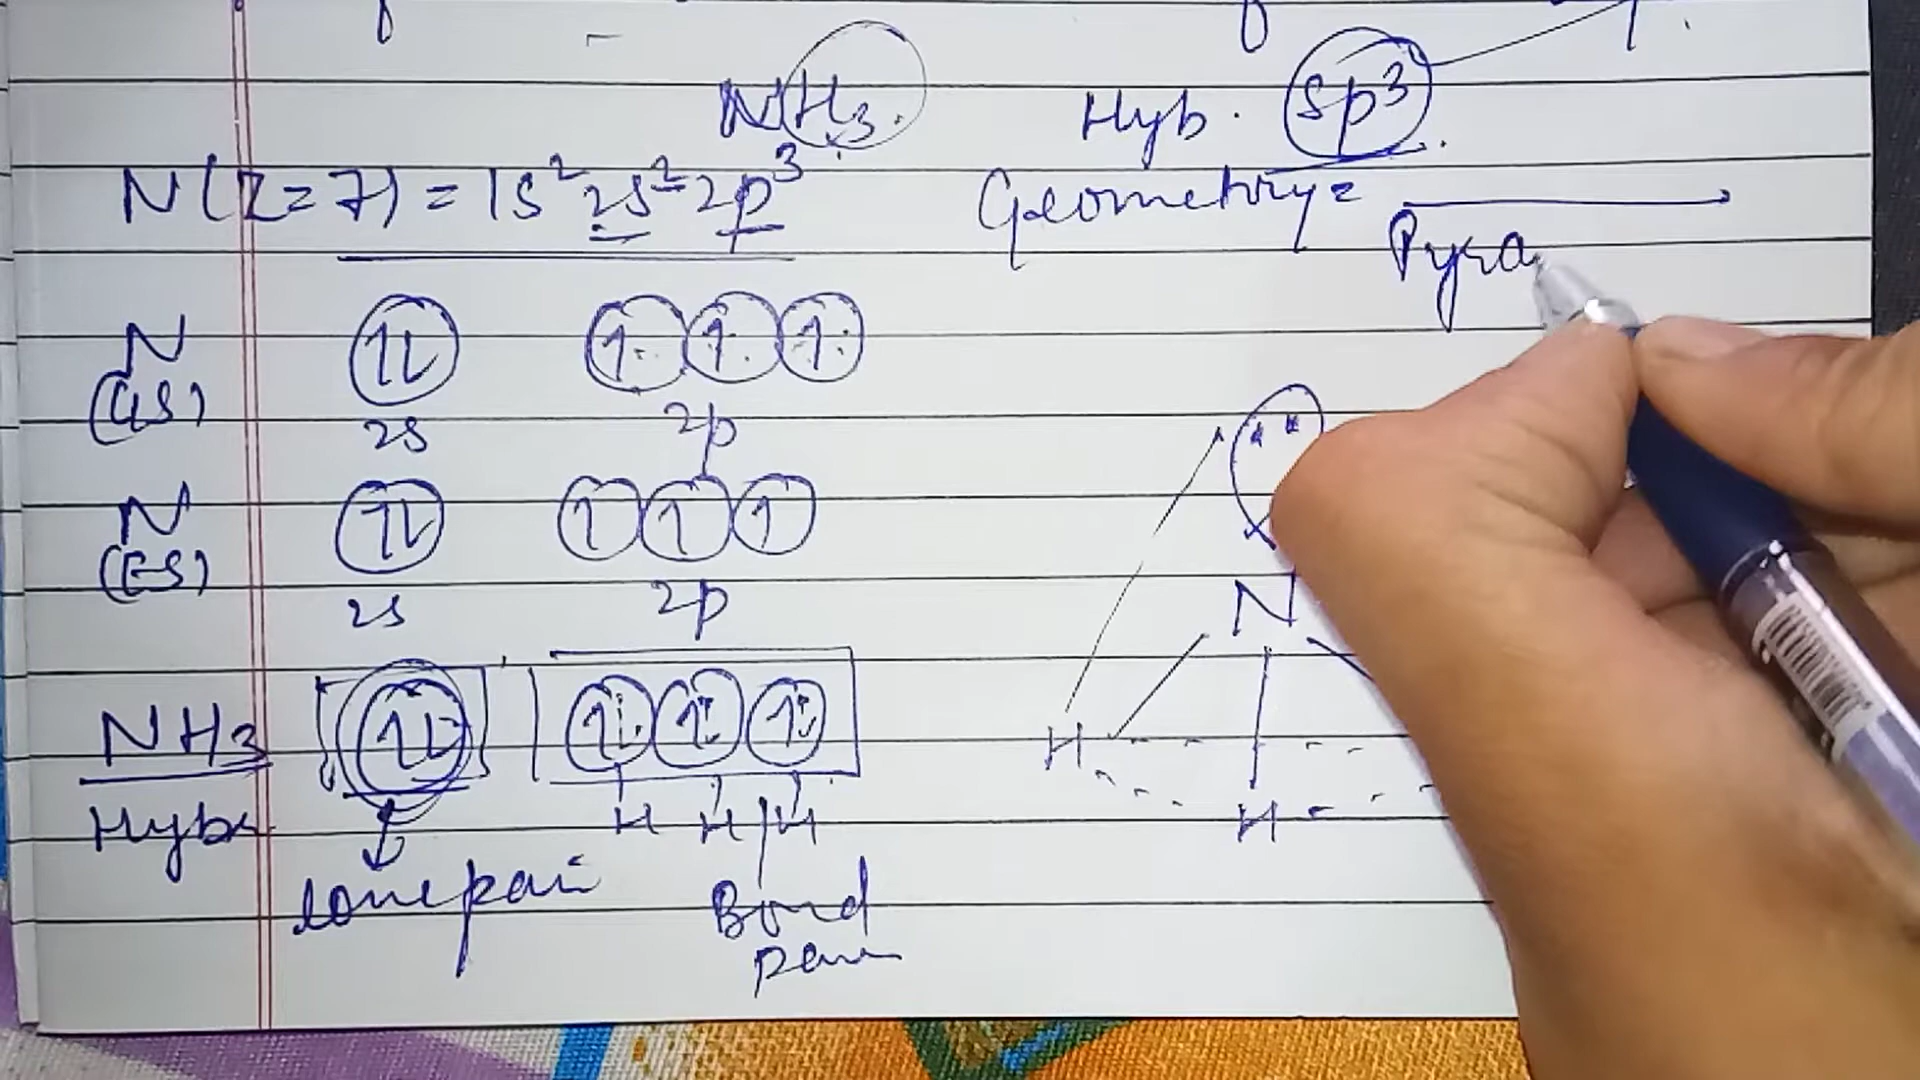 NH3. Hyb. Sp³
N(Z=7) = 1s² 2s² 2p³ Geometry=
Pyra
N
(GS)
2s 2p
N
(ES)
2s 2p
N
H H
NH3
Hyb
H H H
lone pair Bond
pair